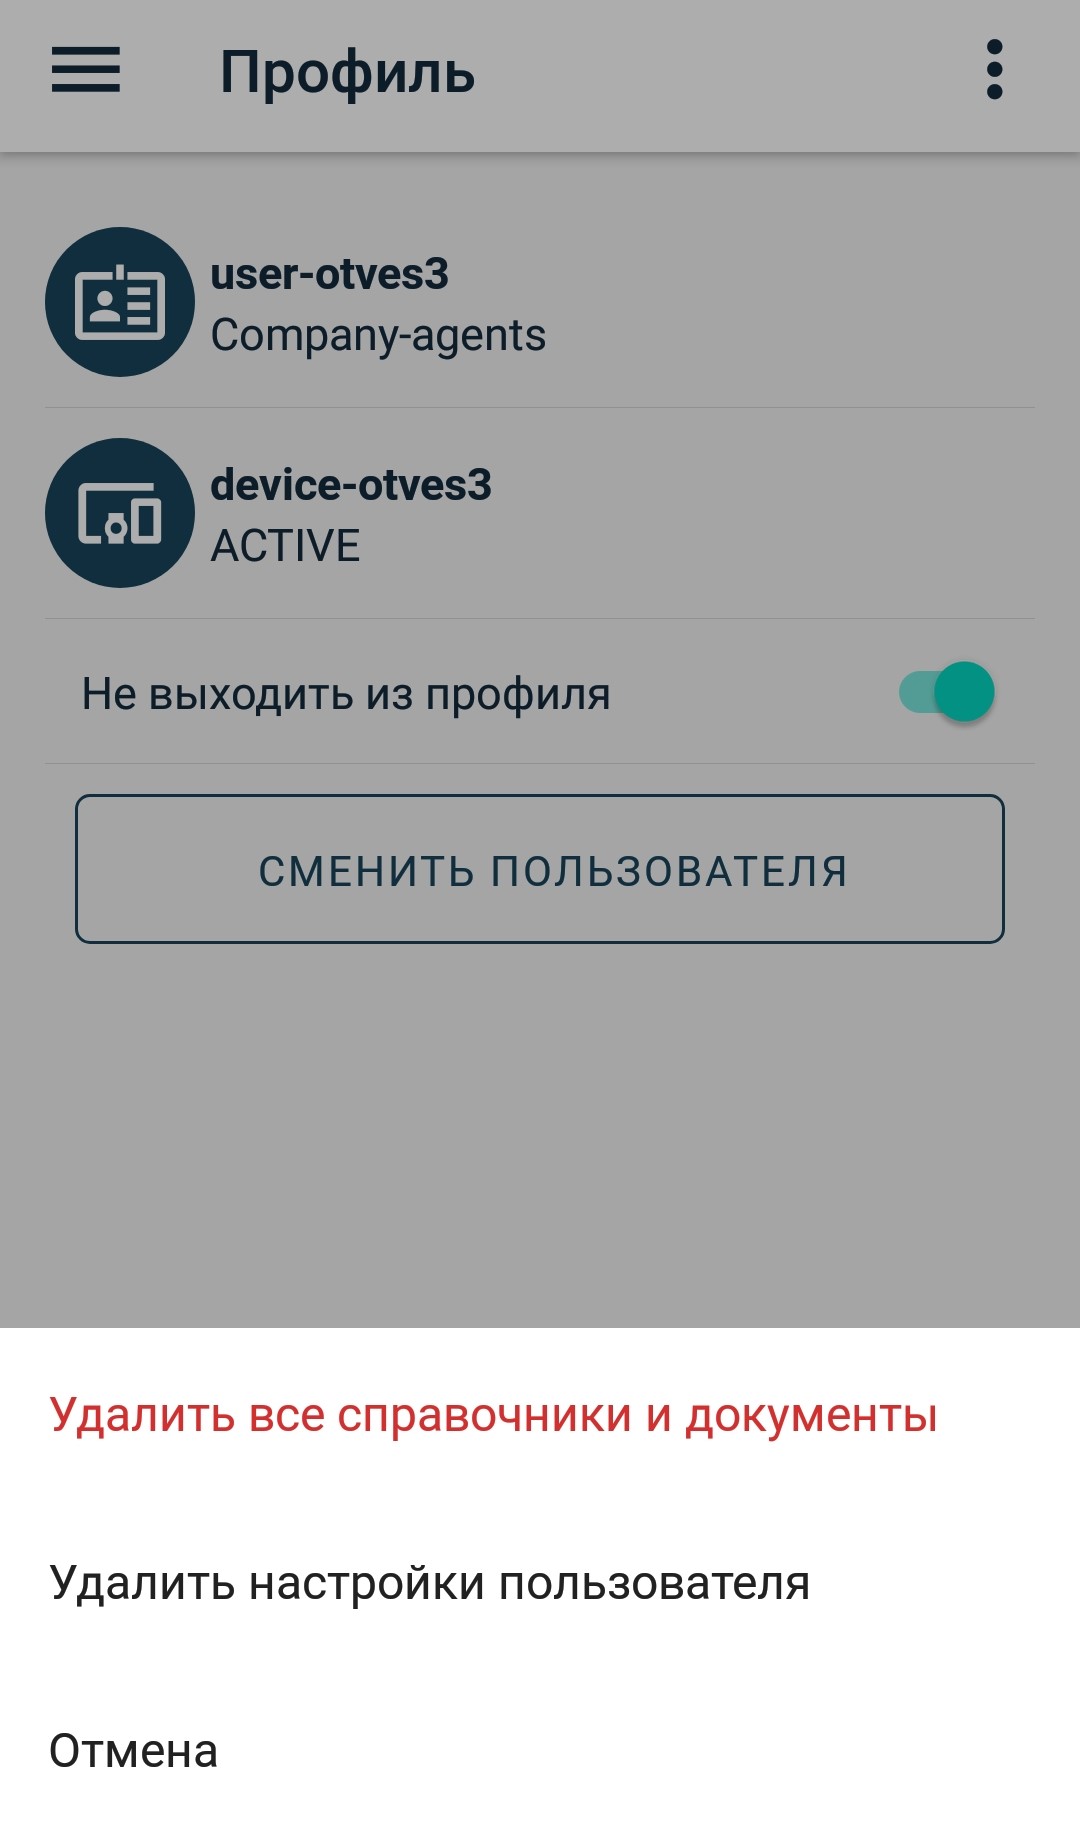 Профиль
user-otves3
Company-agents
device-otves3
ACTIVE
Не выходить из профиля
СМЕНИТЬ ПОЛЬЗОВАТЕЛЯ
Удалить все справочники и документы
Удалить настройки пользователя
Отмена